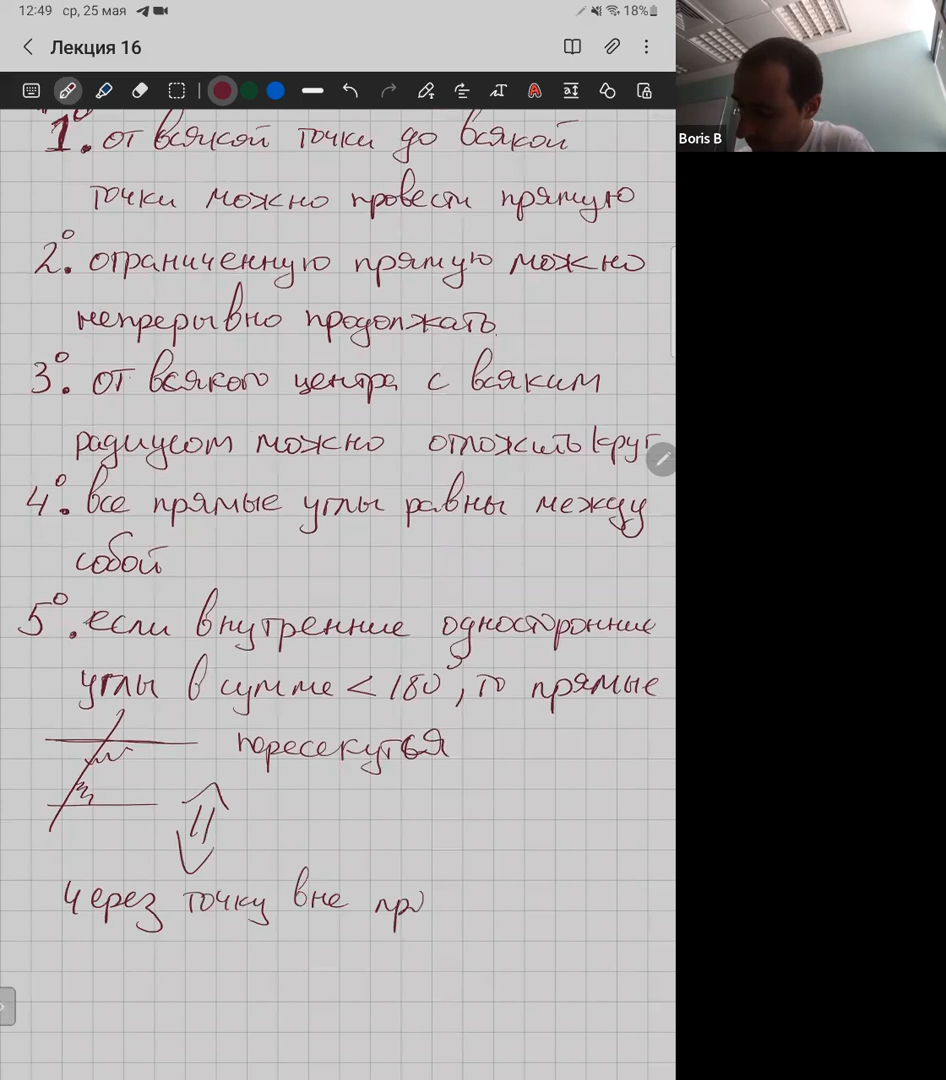 12:49 ср, 25 мая
18%
Лекция 16
Boris B
1°. от всякой точки до всякой
точки можно провести прямую
2°. ограниченную прямую можно
непрерывно продолжать.
3°. от всякого центра с всяким
радиусом можно отложить круг
4°. все прямые углы равны между
собой
5°. если внутренние односторонние
углы в сумме < 180°, то прямые
пересекутся
Через точку вне пр